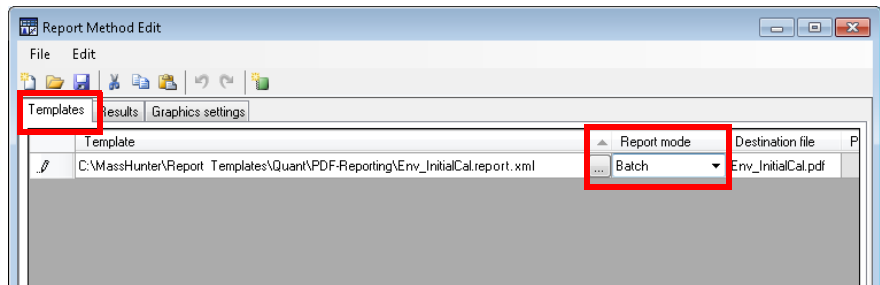 Report Method Edit
File Edit
Templates Results Graphics settings
Template Report mode Destination file P
C:\MassHunter\Report Templates\Quant\PDF-Reporting\Env_InitialCal.report.xml ... Batch Env_InitialCal.pdf